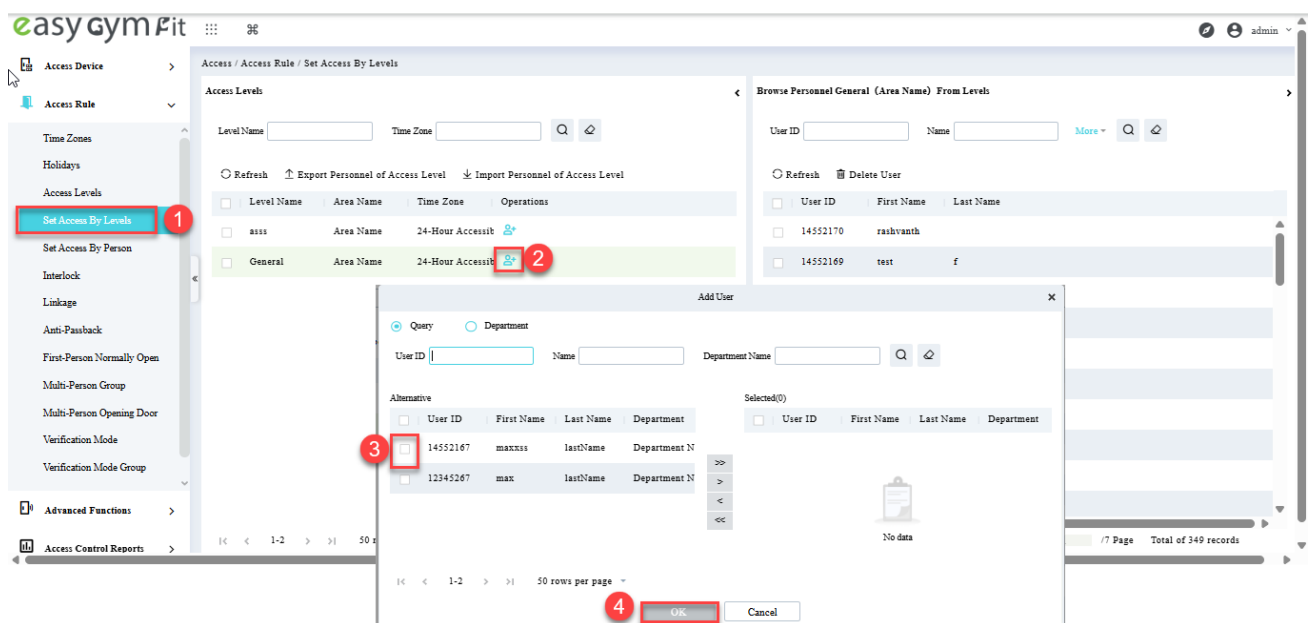 easy Gym Fit
admin
Access Device
Access Rule
Time Zones
Holidays
Access Levels
Set Access By Levels
1
Set Access By Person
Interlock
Linkage
Anti-Passback
First-Person Normally Open
Multi-Person Group
Multi-Person Opening Door
Verification Mode
Verification Mode Group
Advanced Functions
Access Control Reports
Access / Access Rule / Set Access By Levels
Access Levels
Level Name Time Zone
Refresh Export Personnel of Access Level Import Personnel of Access Level
Level Name Area Name Time Zone Operations
asss Area Name 24-Hour Accessib
General Area Name 24-Hour Accessib 2
|< < 1-2 > >| 50 r
Browse Personnel General (Area Name) From Levels
User ID Name More
Refresh Delete User
User ID First Name Last Name
14552170 rashvanth
14552169 test f
/7 Page Total of 349 records
Add User
Query Department
User ID Name Department Name
Alternative
User ID First Name Last Name Department
3 14552167 maxxss lastName Department N
12345267 max lastName Department N
>>
>
<
<<
Selected(0)
User ID First Name Last Name Department
No data
|< < 1-2 > >| 50 rows per page
4 OK Cancel